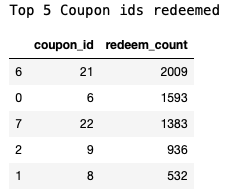 Top 5 Coupon ids redeemed
coupon_id redeem_count
6 21 2009
0 6 1593
7 22 1383
2 9 936
1 8 532